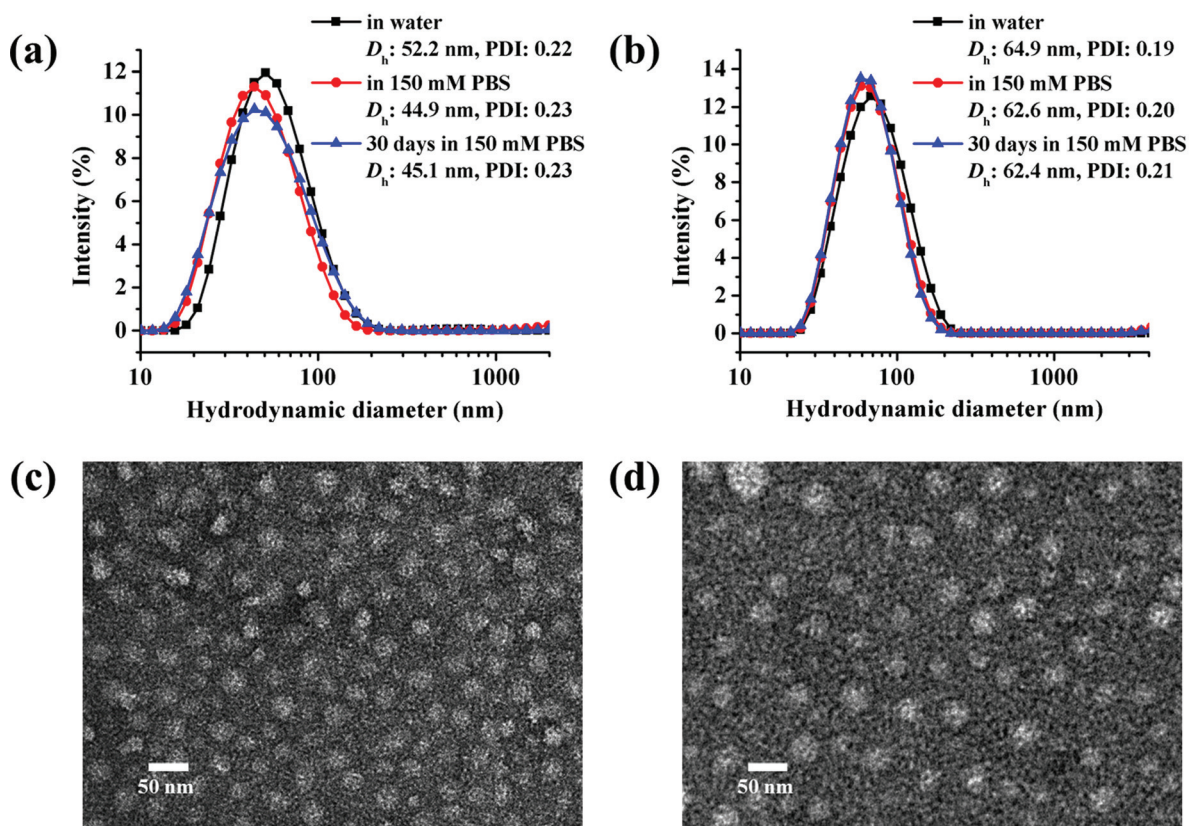 (a)
in water
Dh: 52.2 nm, PDI: 0.22
in 150 mM PBS
Dh: 44.9 nm, PDI: 0.23
30 days in 150 mM PBS
Dh: 45.1 nm, PDI: 0.23
12
10
8
6
4
2
0
Intensity (%)
10
100
1000
Hydrodynamic diameter (nm)
(b)
in water
Dh: 64.9 nm, PDI: 0.19
in 150 mM PBS
Dh: 62.6 nm, PDI: 0.20
30 days in 150 mM PBS
Dh: 62.4 nm, PDI: 0.21
14
12
10
8
6
4
2
0
Intensity (%)
10
100
1000
Hydrodynamic diameter (nm)
(c)
50 nm
(d)
50 nm